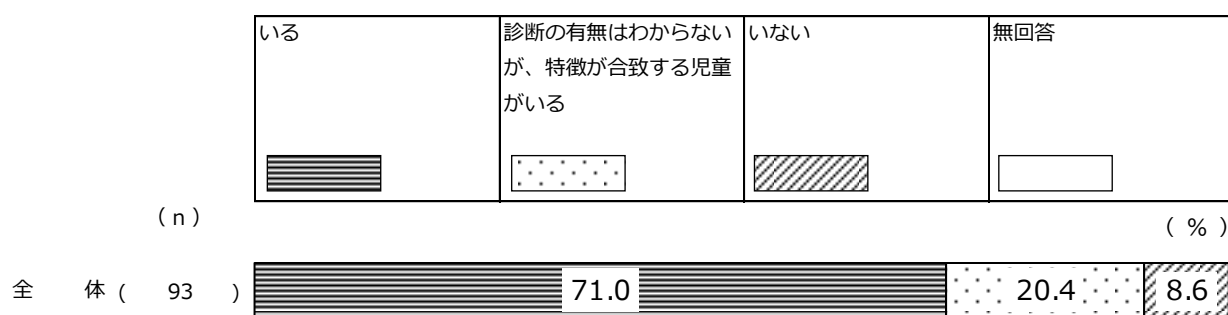 いる
診断の有無はわからない
が、特徴が合致する児童
がいる
いない
無回答
(n)
(%)
全 体 ( 93 ) 71.0 20.4 8.6